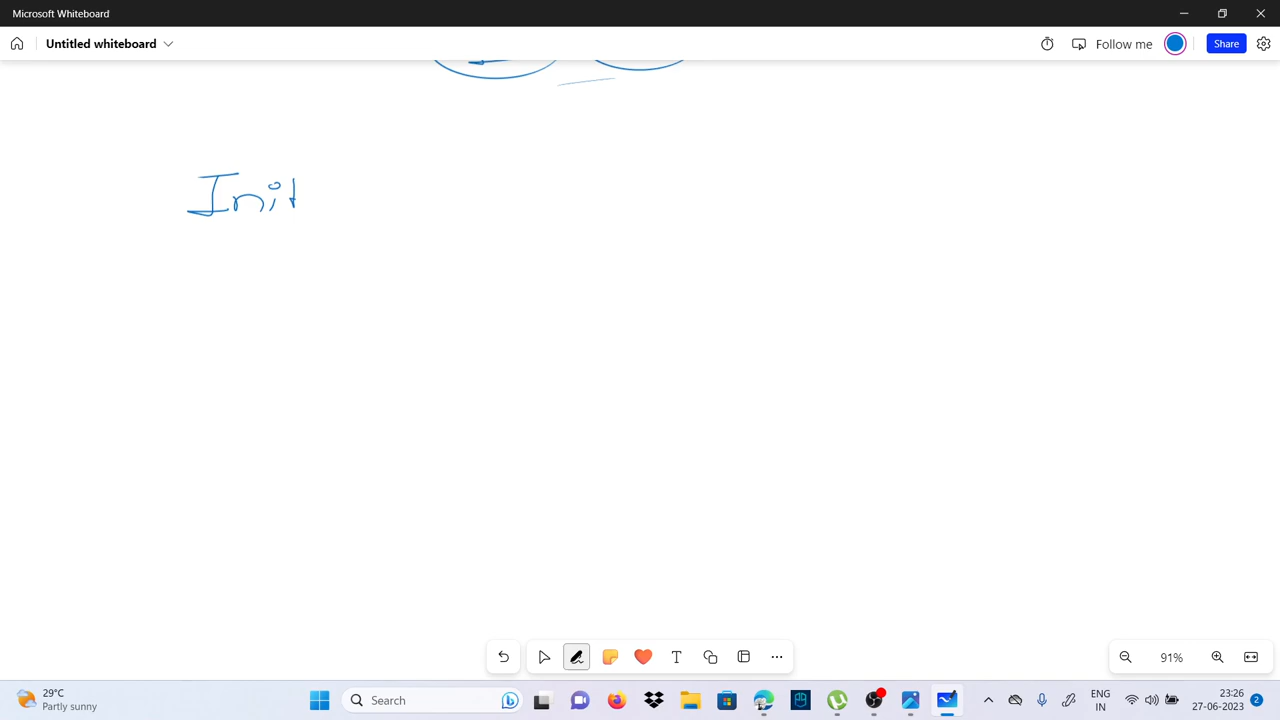 Microsoft Whiteboard
Untitled whiteboard
Follow me
Share
Init
T
91%
29°C
Partly sunny
Search
ENG
IN
23:26
27-06-2023
2